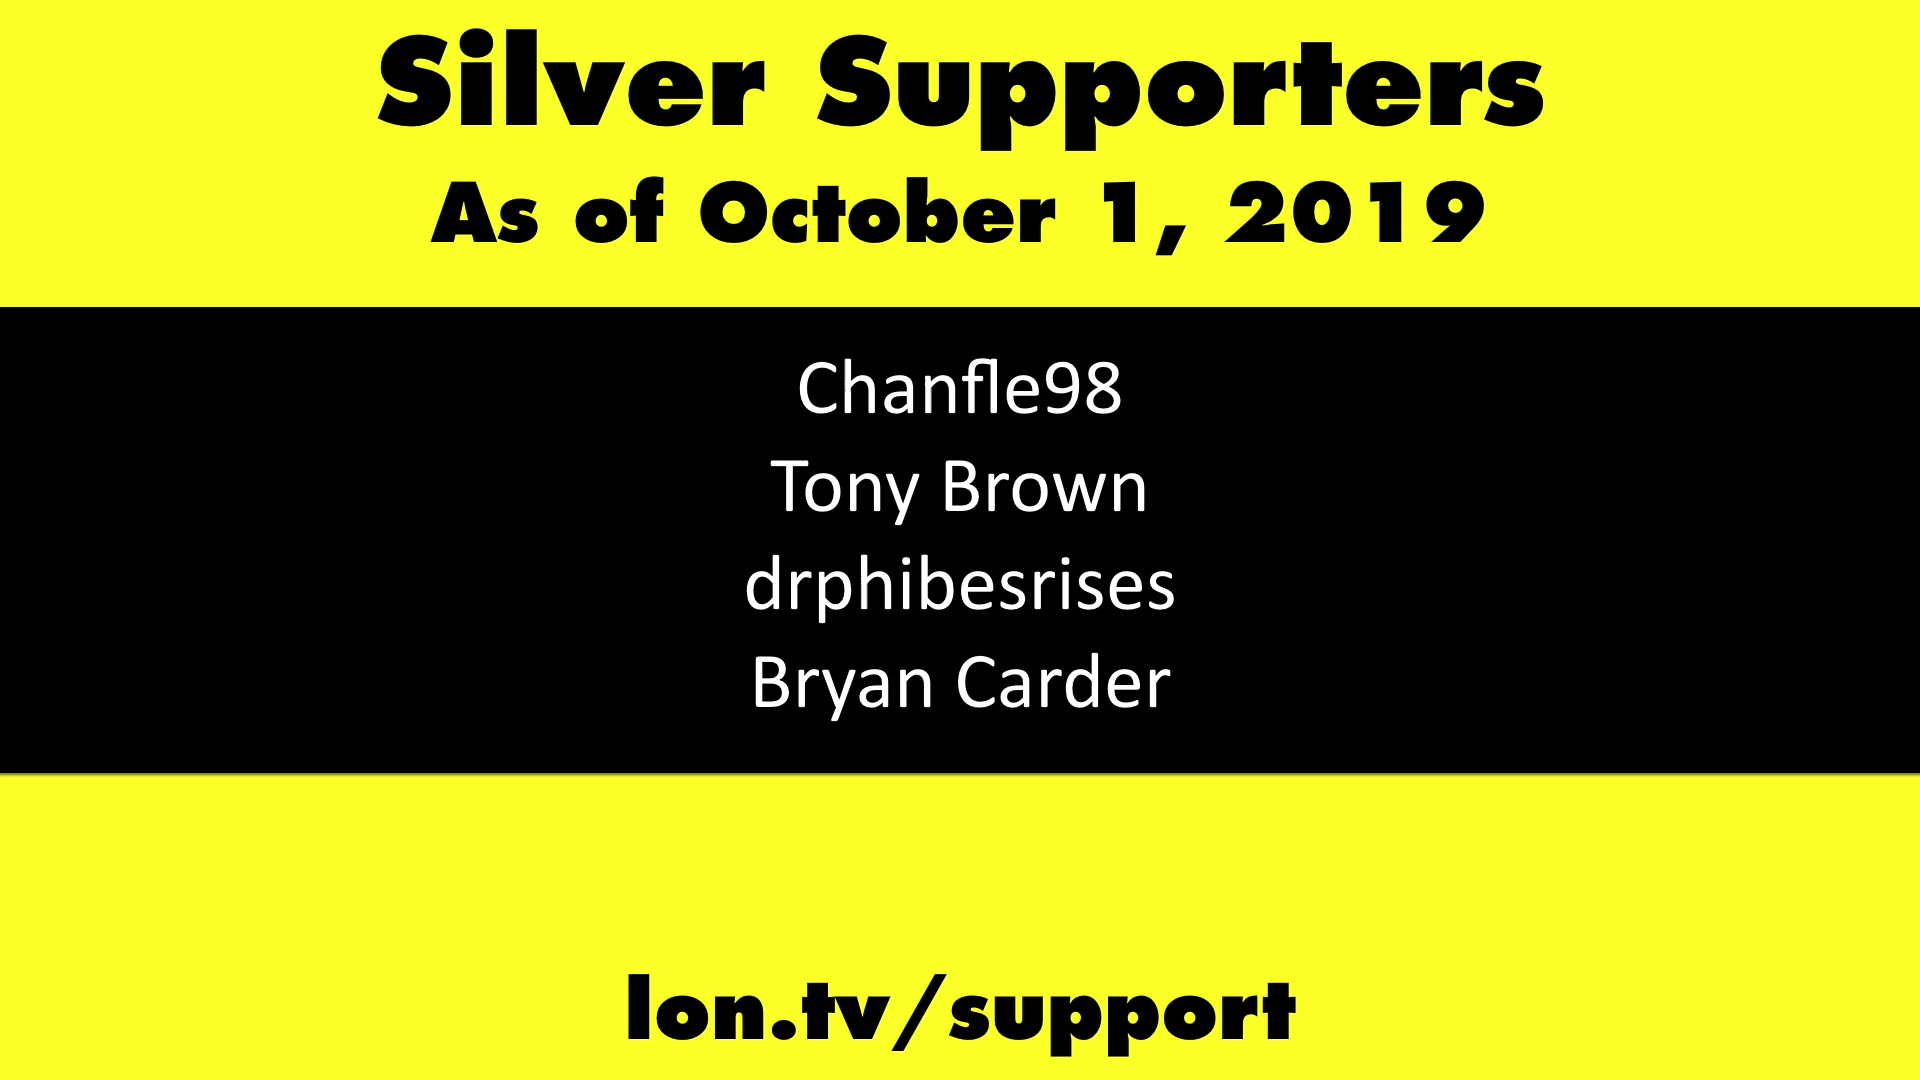 Silver Supporters
As of October 1, 2019
Chanfle98
Tony Brown
drphibesrises
Bryan Carder
lon.tv/support